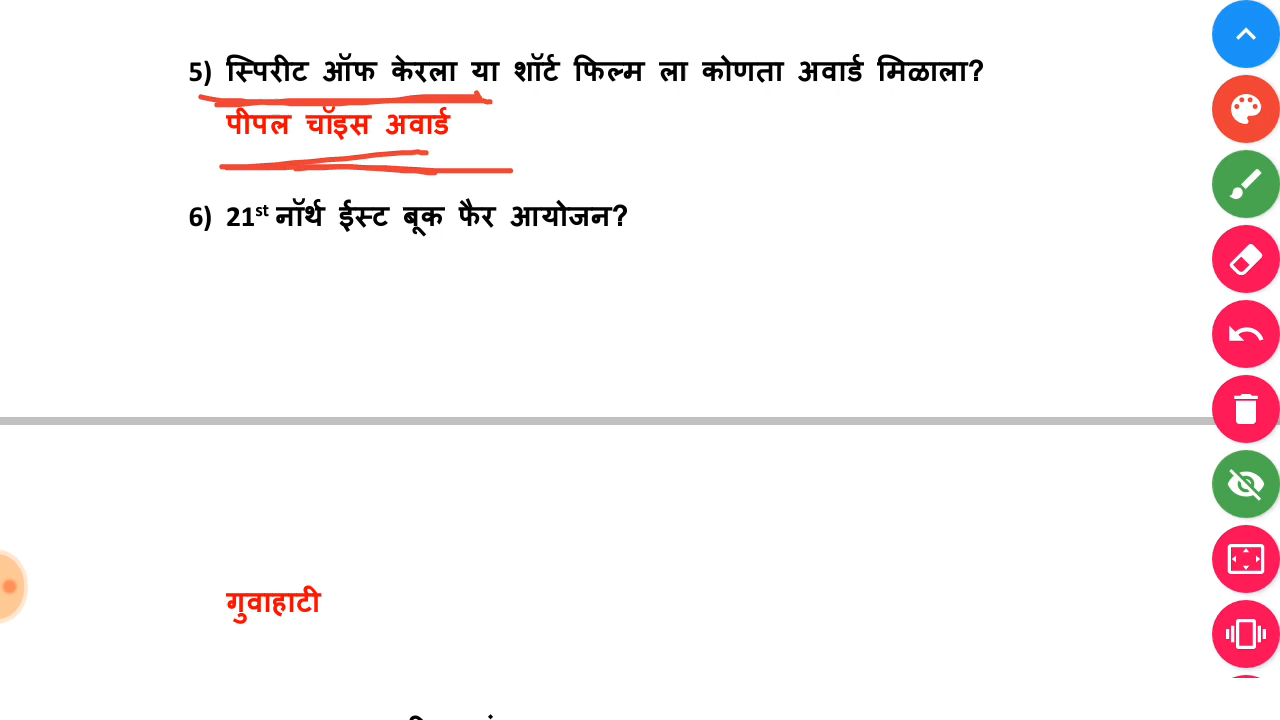 5) स्पिरीट ऑफ केरला या शॉर्ट फिल्म ला कोणता अवार्ड मिळाला?
पीपल चॉइस अवार्ड
6) 21st नॉर्थ ईस्ट बूक फैर आयोजन?
गुवाहाटी